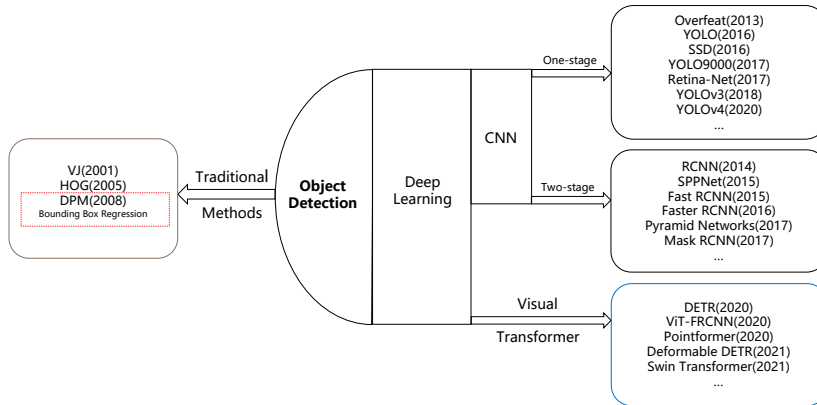 VJ(2001)
HOG(2005)
DPM(2008)
Bounding Box Regression
Traditional
Methods
Object
Detection
Deep
Learning
CNN
One-stage
Two-stage
Visual
Transformer
Overfeat(2013)
YOLO(2016)
SSD(2016)
YOLO9000(2017)
Retina-Net(2017)
YOLOv3(2018)
YOLOv4(2020)
...
RCNN(2014)
SPPNet(2015)
Fast RCNN(2015)
Faster RCNN(2016)
Pyramid Networks(2017)
Mask RCNN(2017)
...
DETR(2020)
ViT-FRCNN(2020)
Pointformer(2020)
Deformable DETR(2021)
Swin Transformer(2021)
...